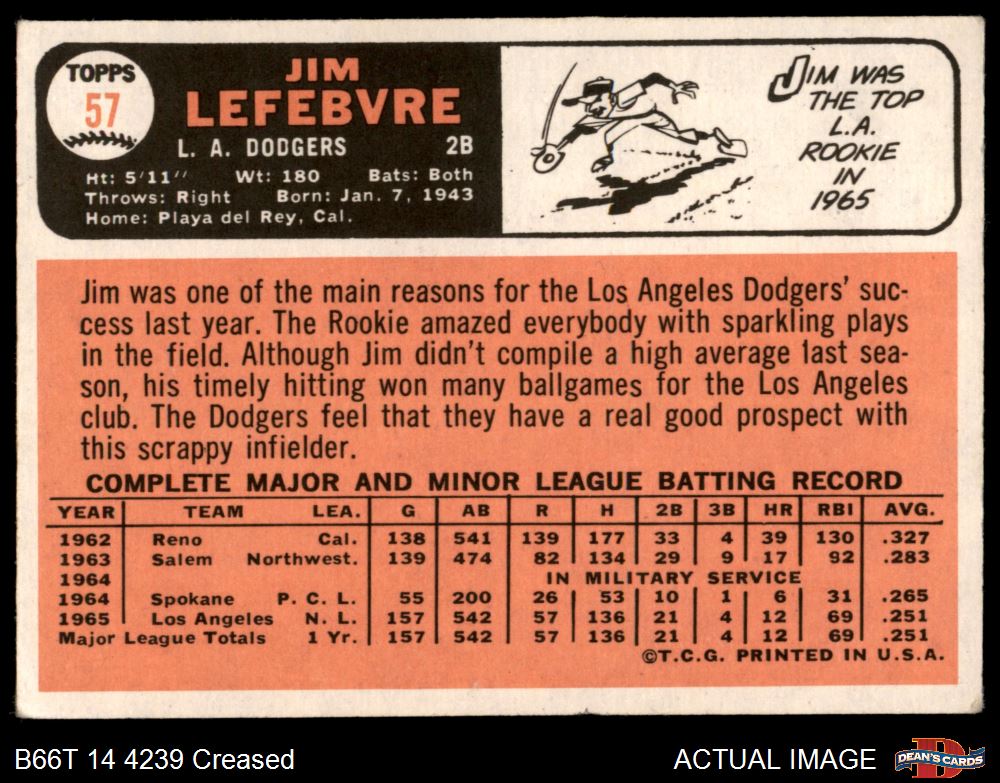 TOPPS
57
JIM
LEFEBVRE
L. A. DODGERS 2B
Ht: 5'11" Wt: 180 Bats: Both
Throws: Right Born: Jan. 7, 1943
Home: Playa del Rey, Cal.
JIM WAS
THE TOP
L.A.
ROOKIE
IN
1965
Jim was one of the main reasons for the Los Angeles Dodgers' suc-
cess last year. The Rookie amazed everybody with sparkling plays
in the field. Although Jim didn't compile a high average last sea-
son, his timely hitting won many ballgames for the Los Angeles
club. The Dodgers feel that they have a real good prospect with
this scrappy infielder.
COMPLETE MAJOR AND MINOR LEAGUE BATTING RECORD
YEAR TEAM LEA. G AB R H 2B 3B HR RBI AVG.
1962 Reno Cal. 138 541 139 177 33 4 39 130 .327
1963 Salem Northwest. 139 474 82 134 29 9 17 92 .283
1964 IN MILITARY SERVICE
1964 Spokane P. C. L. 55 200 26 53 10 1 6 31 .265
1965 Los Angeles N. L. 157 542 57 136 21 4 12 69 .251
Major League Totals 1 Yr. 157 542 57 136 21 4 12 69 .251
©T.C.G. PRINTED IN U.S.A.
B66T 14 4239 Creased ACTUAL IMAGE
D
DEAN'S CARDS